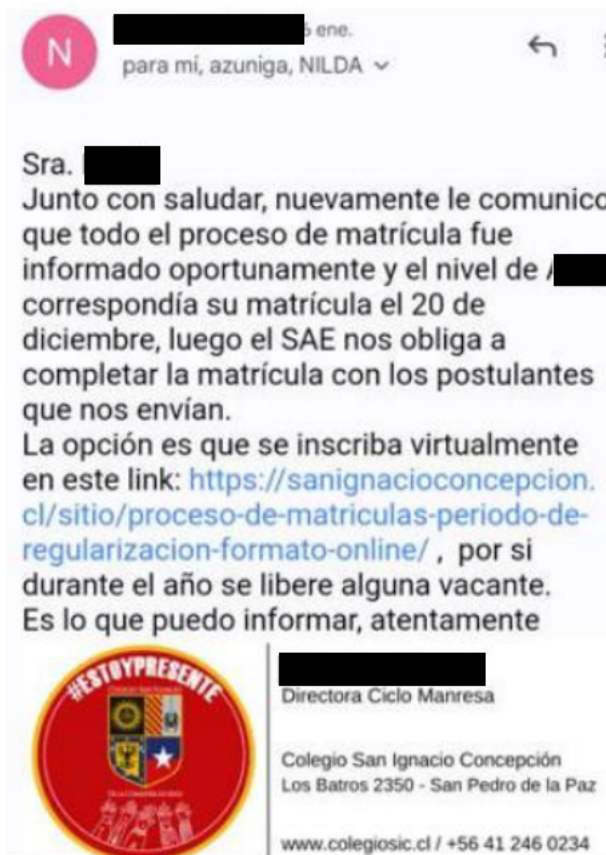 N
5 ene.
para mí, azuniga, NILDA
Sra.
Junto con saludar, nuevamente le comunico
que todo el proceso de matrícula fue
informado oportunamente y el nivel de
correspondía su matrícula el 20 de
diciembre, luego el SAE nos obliga a
completar la matrícula con los postulantes
que nos envían.
La opción es que se inscriba virtualmente
en este link: https://sanignacioconcepcion.
cl/sitio/proceso-de-matriculas-periodo-de-
regularizacion-formato-online/ , por si
durante el año se libere alguna vacante.
Es lo que puedo informar, atentamente
#ESTOYPRESENTE
Directora Ciclo Manresa
Colegio San Ignacio Concepción
Los Batros 2350 - San Pedro de la Paz
www.colegiosic.cl / +56 41 246 0234